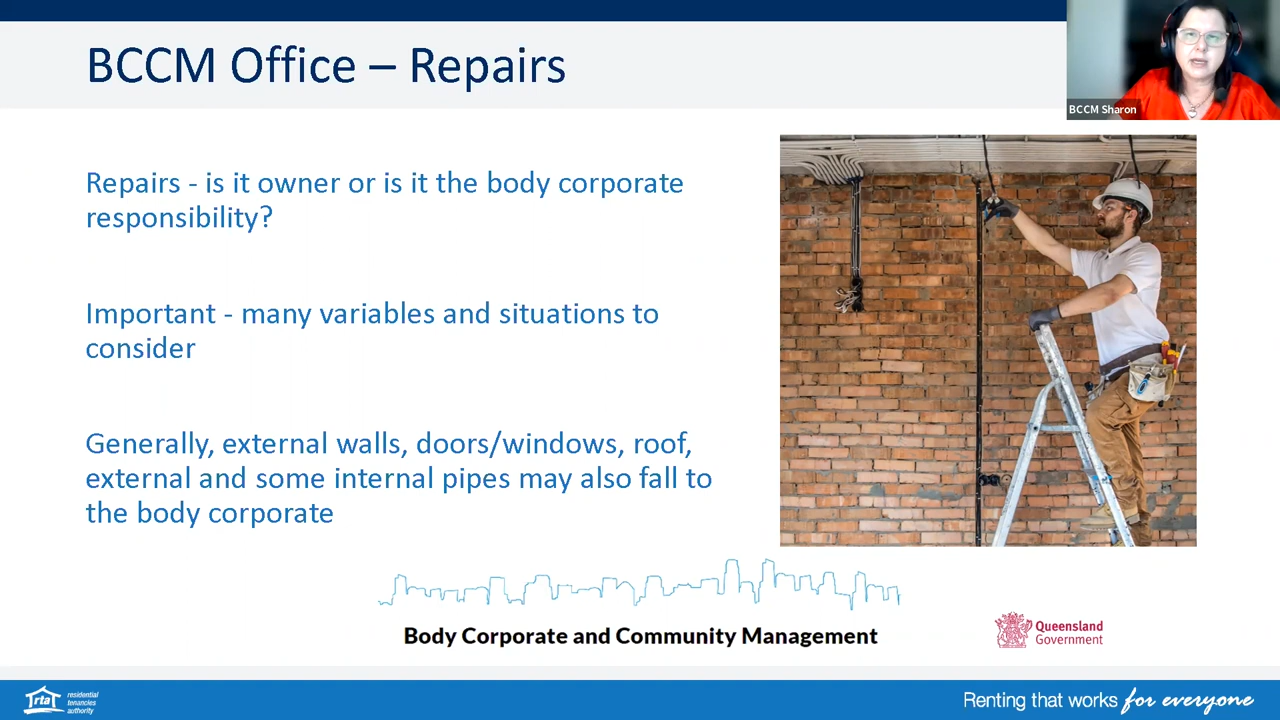 BCCM Office – Repairs
BCCM Sharon
Repairs - is it owner or is it the body corporate
responsibility?
Important - many variables and situations to
consider
Generally, external walls, doors/windows, roof,
external and some internal pipes may also fall to
the body corporate
Body Corporate and Community Management
Queensland
Government
rta
residential
tenancies
authority
Renting that works for everyone